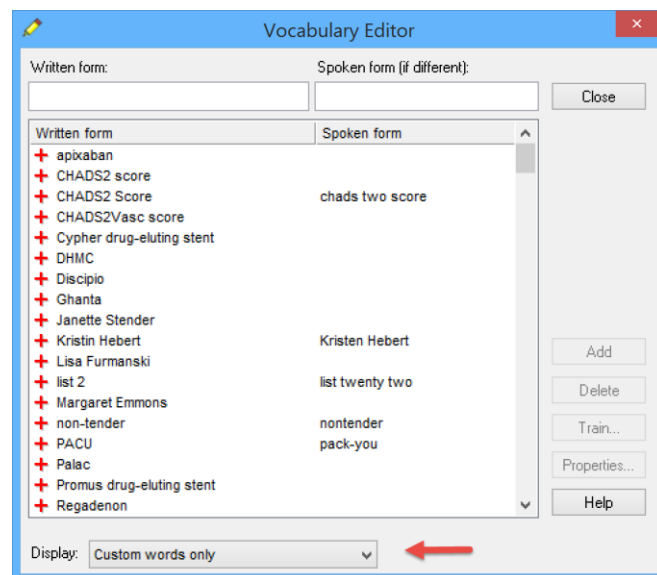 Vocabulary Editor
Written form: Spoken form (if different):
Close
Written form Spoken form
apixaban
CHADS2 score
CHADS2 Score chads two score
CHADS2Vasc score
Cypher drug-eluting stent
DHMC
Discipio
Ghanta
Janette Stender
Kristin Hebert Kristen Hebert
Lisa Furmanski
list 2 list twenty two
Margaret Emmons
non-tender nontender
PACU pack-you
Palac
Promus drug-eluting stent
Regadenon
Add
Delete
Train...
Properties...
Help
Display: Custom words only